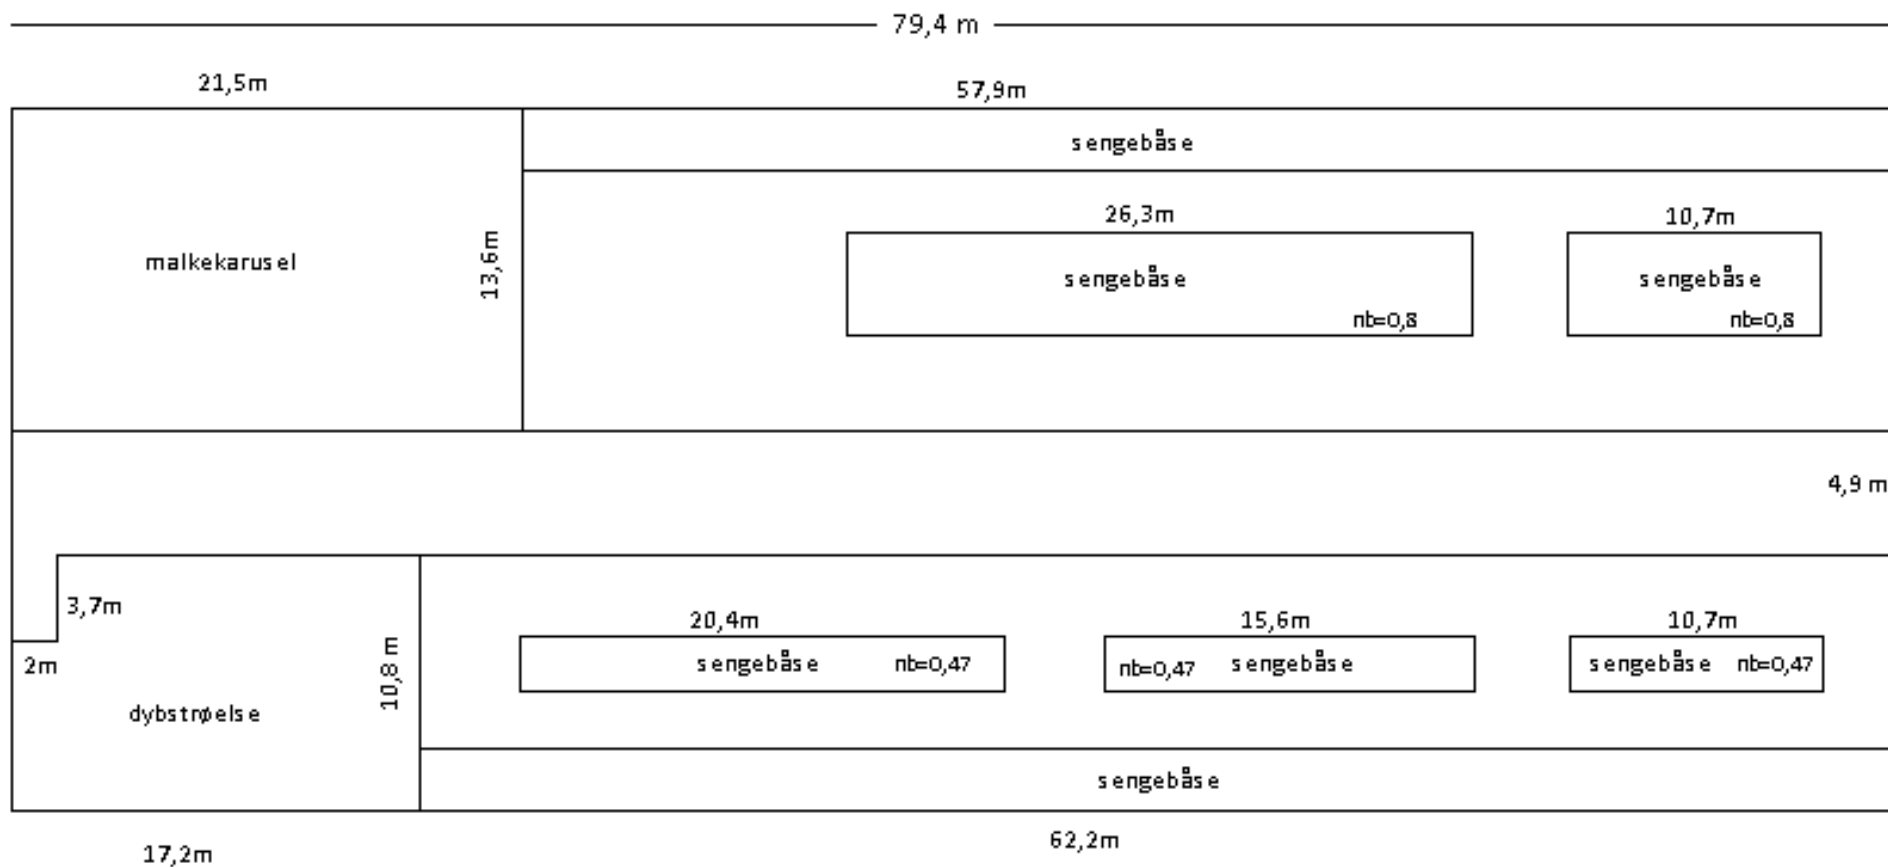 79,4 m
21,5m
57,9m
sengebåse
26,3m
10,7m
malkekarusel
13,6m
sengebåse
sengebåse
nb=0,8
nb=0,8
4,9 m
3,7m
20,4m
15,6m
10,7m
2m
10,8 m
sengebåse nb=0,47
nb=0,47 sengebåse
sengebåse nb=0,47
dybstrøelse
sengebåse
17,2m
62,2m